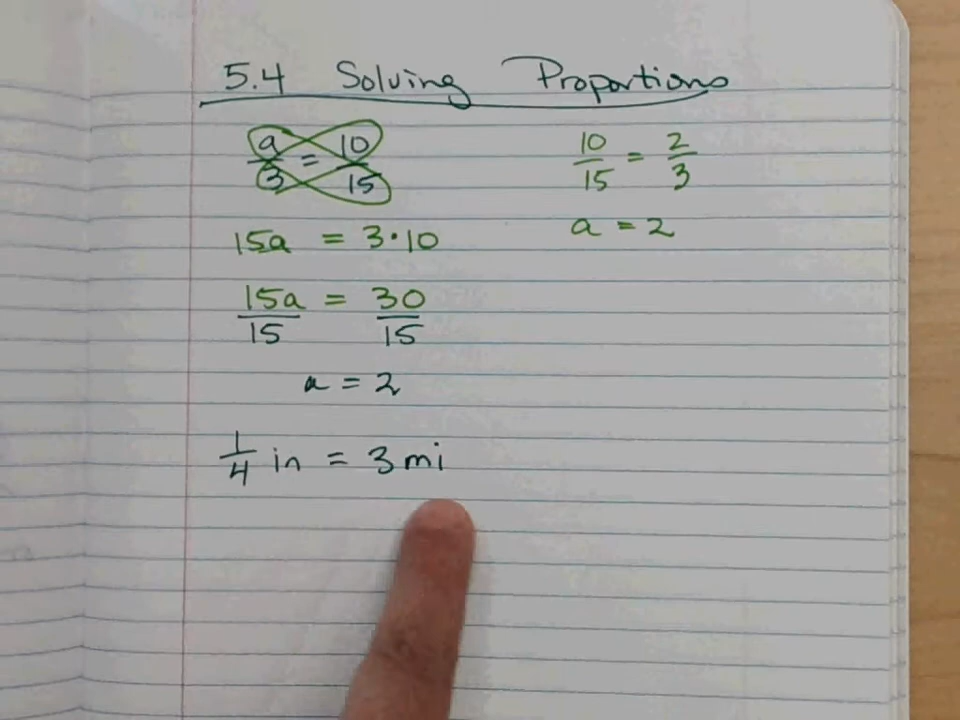 5.4 Solving Proportions
a/3 = 10/15
10/15 = 2/3
15a = 3·10
a = 2
15a/15 = 30/15
a = 2
1/4 in = 3 mi